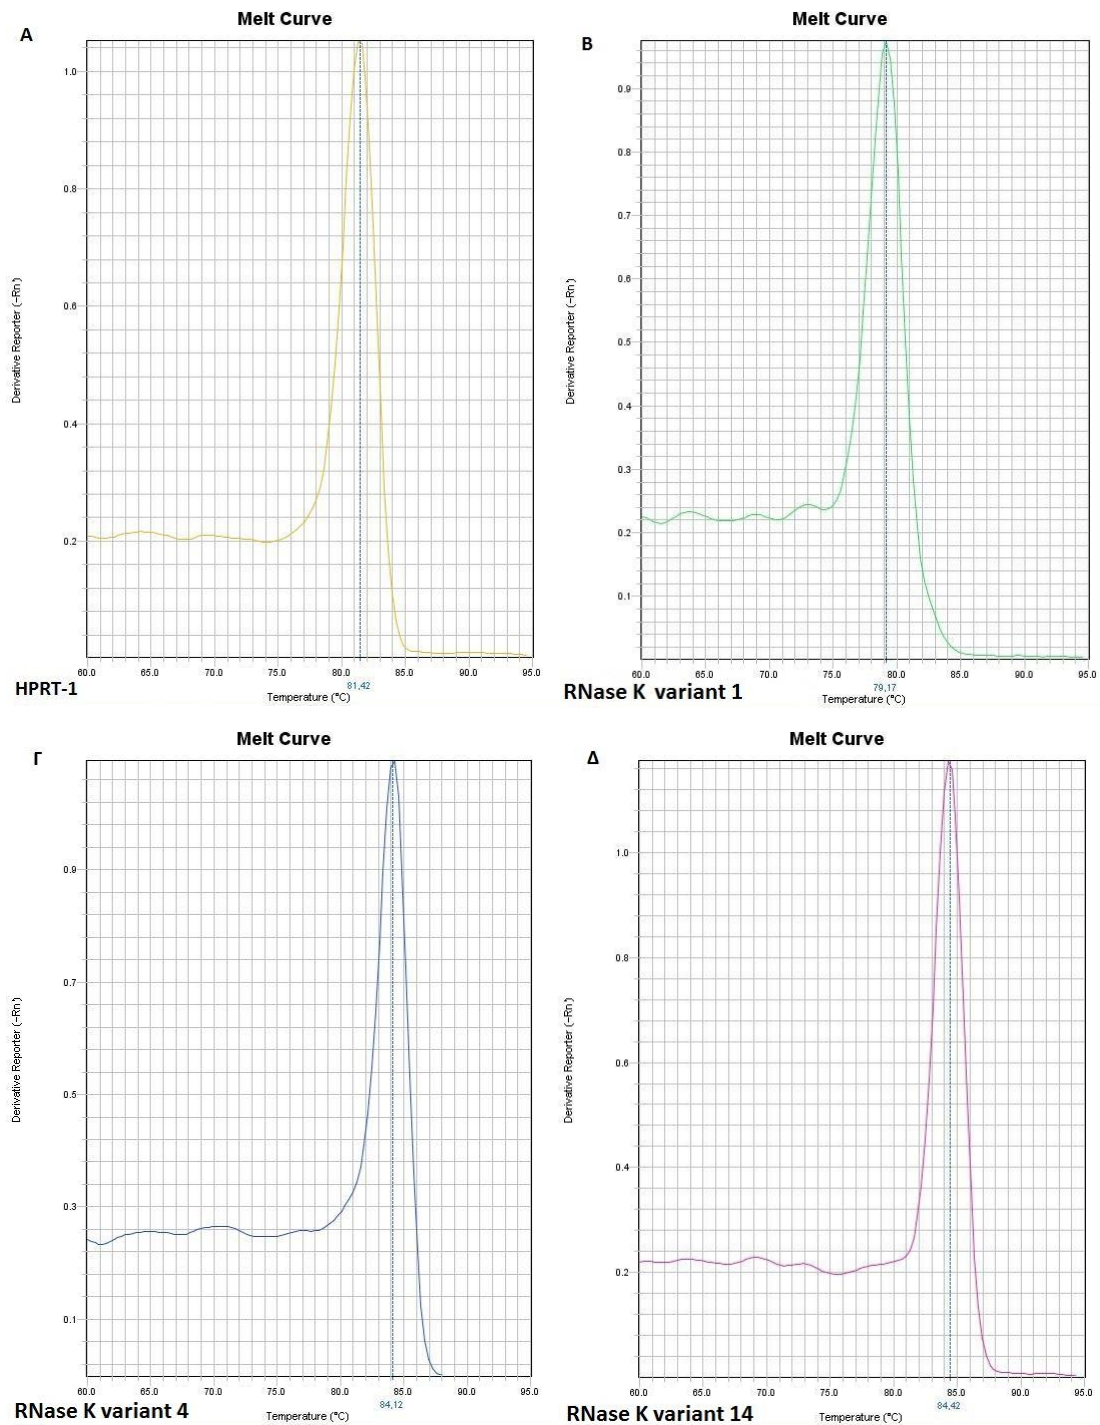 A
Melt Curve
1.0
0.8
0.6
0.4
0.2
Derivative Reporter (-Rn')
60.0 65.0 70.0 75.0 80.0 85.0 90.0 95.0
81,42
Temperature (°C)
HPRT-1
B
Melt Curve
0.9
0.8
0.7
0.6
0.5
0.4
0.3
0.2
0.1
Derivative Reporter (-Rn')
60.0 65.0 70.0 75.0 80.0 85.0 90.0 95.0
79,17
Temperature (°C)
RNase K variant 1
Γ
Melt Curve
0.9
0.7
0.5
0.3
0.1
Derivative Reporter (-Rn')
60.0 65.0 70.0 75.0 80.0 85.0 90.0 95.0
84,12
Temperature (°C)
RNase K variant 4
Δ
Melt Curve
1.0
0.8
0.6
0.4
0.2
Derivative Reporter (-Rn')
60.0 65.0 70.0 75.0 80.0 85.0 90.0 95.0
84,42
Temperature (°C)
RNase K variant 14